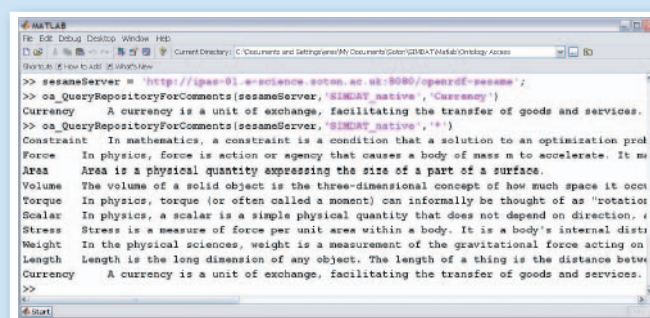 MATLAB
File Edit Debug Desktop Window Help
Current Directory: C:\Documents and Settings\ares\My Documents\Soton\SIMDAT\Matlab\Ontology Access
Shortcuts How to Add What's New
>> sesameServer = 'http://ipas-01.e-science.soton.ac.uk:8080/openrdf-sesame';
>> oa_QueryRepositoryForComments(sesameServer,'SIMDAT_native','Currency')
Currency A currency is a unit of exchange, facilitating the transfer of goods and services.
>> oa_QueryRepositoryForComments(sesameServer,'SIMDAT_native','*')
Constraint In mathematics, a constraint is a condition that a solution to an optimization prob
Force In physics, force is action or agency that causes a body of mass m to accelerate. It ma
Area Area is a physical quantity expressing the size of a part of a surface.
Volume The volume of a solid object is the three-dimensional concept of how much space it occu
Torque In physics, torque (or often called a moment) can informally be thought of as "rotation
Scalar In physics, a scalar is a simple physical quantity that does not depend on direction, a
Stress Stress is a measure of force per unit area within a body. It is a body's internal distr
Weight In the physical sciences, weight is a measurement of the gravitational force acting on
Length Length is the long dimension of any object. The length of a thing is the distance betwe
Currency A currency is a unit of exchange, facilitating the transfer of goods and services.
>>
Start